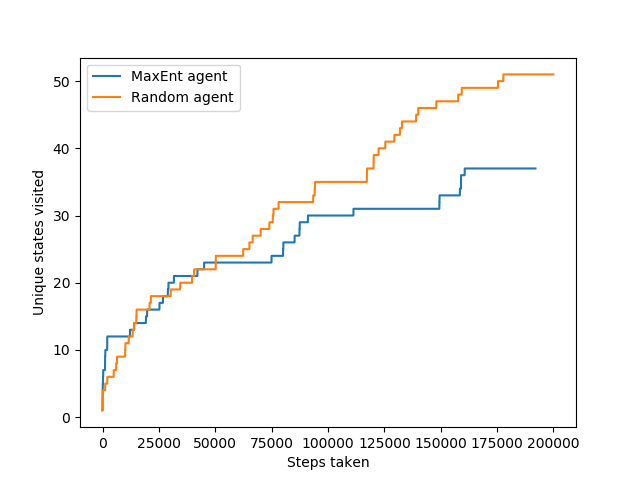 MaxEnt agent
Random agent
Unique states visited
50
40
30
20
10
0
0 25000 50000 75000 100000 125000 150000 175000 200000
Steps taken